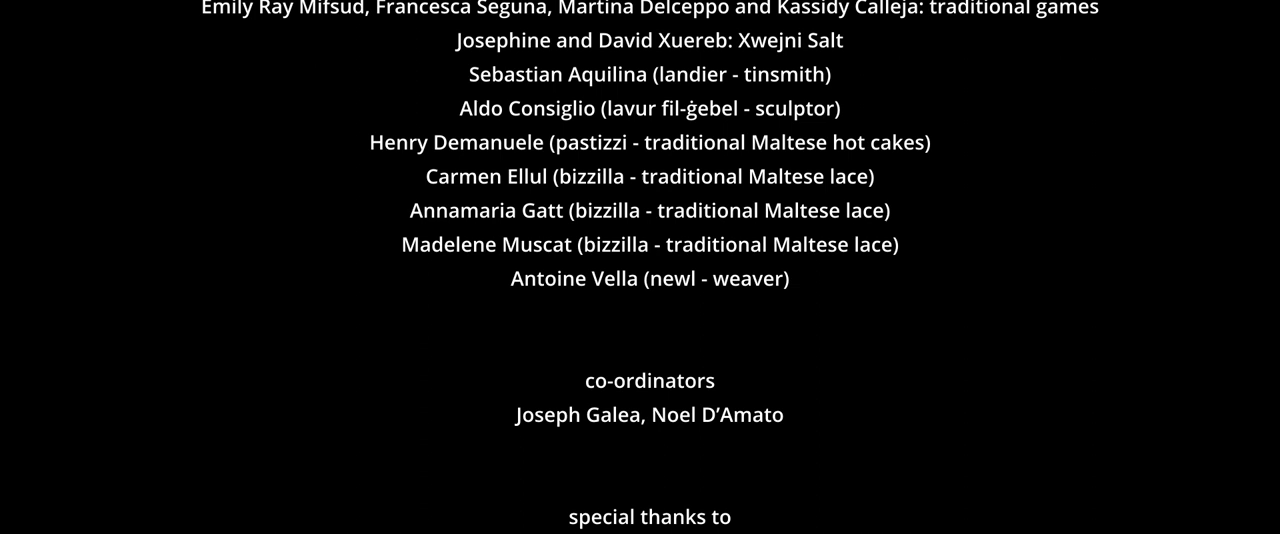 Emily Ray Mifsud, Francesca Seguna, Martina Delceppo and Kassidy Calleja: traditional games
Josephine and David Xuereb: Xwejni Salt
Sebastian Aquilina (landier - tinsmith)
Aldo Consiglio (lavur fil-ġebel - sculptor)
Henry Demanuele (pastizzi - traditional Maltese hot cakes)
Carmen Ellul (bizzilla - traditional Maltese lace)
Annamaria Gatt (bizzilla - traditional Maltese lace)
Madelene Muscat (bizzilla - traditional Maltese lace)
Antoine Vella (newl - weaver)
co-ordinators
Joseph Galea, Noel D’Amato
special thanks to